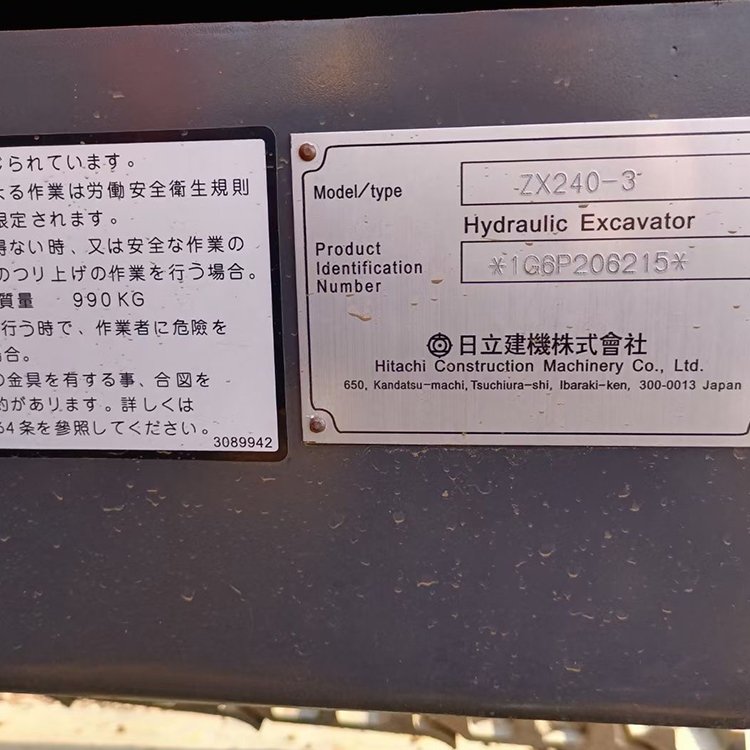 じられています。
よる作業は労働安全衛生規則
限定されます。
得ない時、又は安全な作業の
のつり上げの作業を行う場合。
質量 990KG
行う時で、作業者に危険を
場合。
の金具を有する事、合図を
約があります。詳しくは
64条を参照してください。
3089942
Model/type ZX240-3
Hydraulic Excavator
Product
Identification
Number
*1G6P206215*
日立建機株式會社
Hitachi Construction Machinery Co., Ltd.
650, Kandatsu-machi, Tsuchiura-shi, Ibaraki-ken, 300-0013 Japan